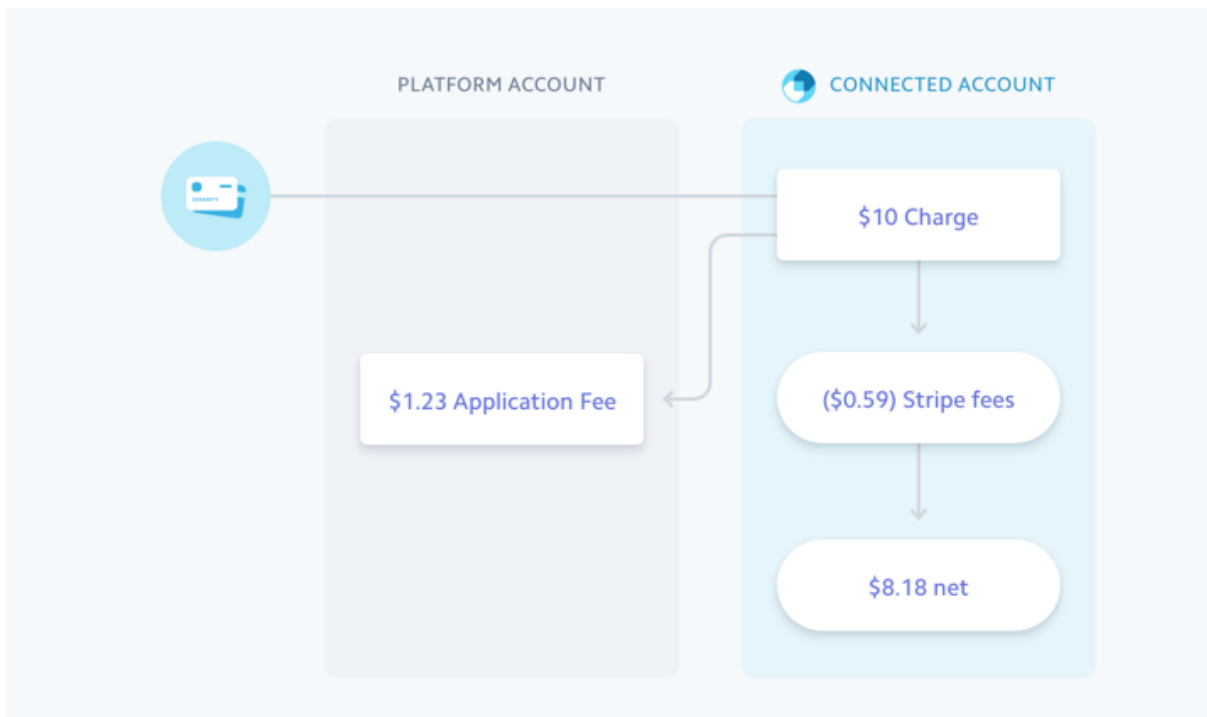 PLATFORM ACCOUNT
CONNECTED ACCOUNT
$10 Charge
$1.23 Application Fee
($0.59) Stripe fees
$8.18 net